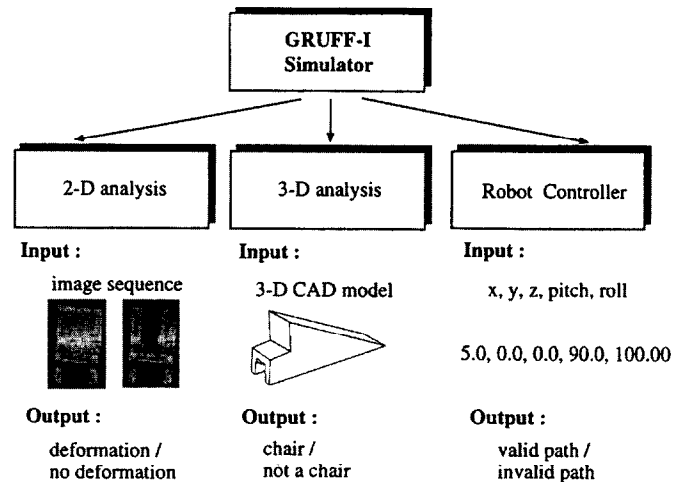 GRUFF-I
Simulator
2-D analysis
3-D analysis
Robot Controller
Input :
image sequence
Output :
deformation /
no deformation
Input :
3-D CAD model
Output :
chair /
not a chair
Input :
x, y, z, pitch, roll
5.0, 0.0, 0.0, 90.0, 100.00
Output :
valid path /
invalid path